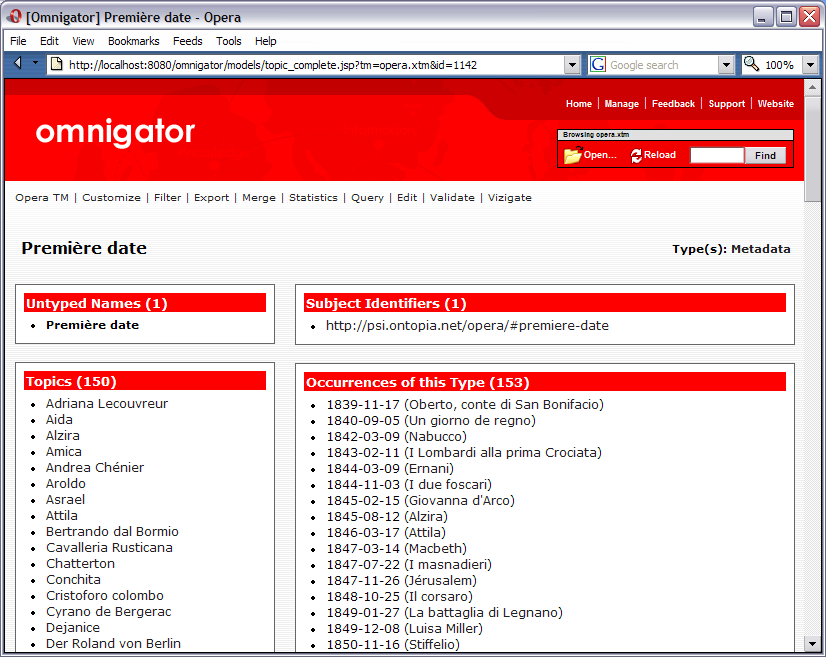 [Omnigator] Première date - Opera
File Edit View Bookmarks Feeds Tools Help
http://localhost:8080/omnigator/models/topic_complete.jsp?tm=opera.xtm&id=1142 G Google search 100%
Home | Manage | Feedback | Support | Website
omnigator
Browsing opera.xtm
Open... Reload Find
Opera TM | Customize | Filter | Export | Merge | Statistics | Query | Edit | Validate | Vizigate
Première date
Type(s): Metadata
Untyped Names (1)
• Première date
Subject Identifiers (1)
• http://psi.ontopia.net/opera/#premiere-date
Topics (150)
• Adriana Lecouvreur
• Aida
• Alzira
• Amica
• Andrea Chénier
• Aroldo
• Asrael
• Attila
• Bertrando dal Bormio
• Cavalleria Rusticana
• Chatterton
• Conchita
• Cristoforo colombo
• Cyrano de Bergerac
• Dejanice
• Der Roland von Berlin
Occurrences of this Type (153)
• 1839-11-17 (Oberto, conte di San Bonifacio)
• 1840-09-05 (Un giorno de regno)
• 1842-03-09 (Nabucco)
• 1843-02-11 (I Lombardi alla prima Crociata)
• 1844-03-09 (Ernani)
• 1844-11-03 (I due foscari)
• 1845-02-15 (Giovanna d'Arco)
• 1845-08-12 (Alzira)
• 1846-03-17 (Attila)
• 1847-03-14 (Macbeth)
• 1847-07-22 (I masnadieri)
• 1847-11-26 (Jérusalem)
• 1848-10-25 (Il corsaro)
• 1849-01-27 (La battaglia di Legnano)
• 1849-12-08 (Luisa Miller)
• 1850-11-16 (Stiffelio)